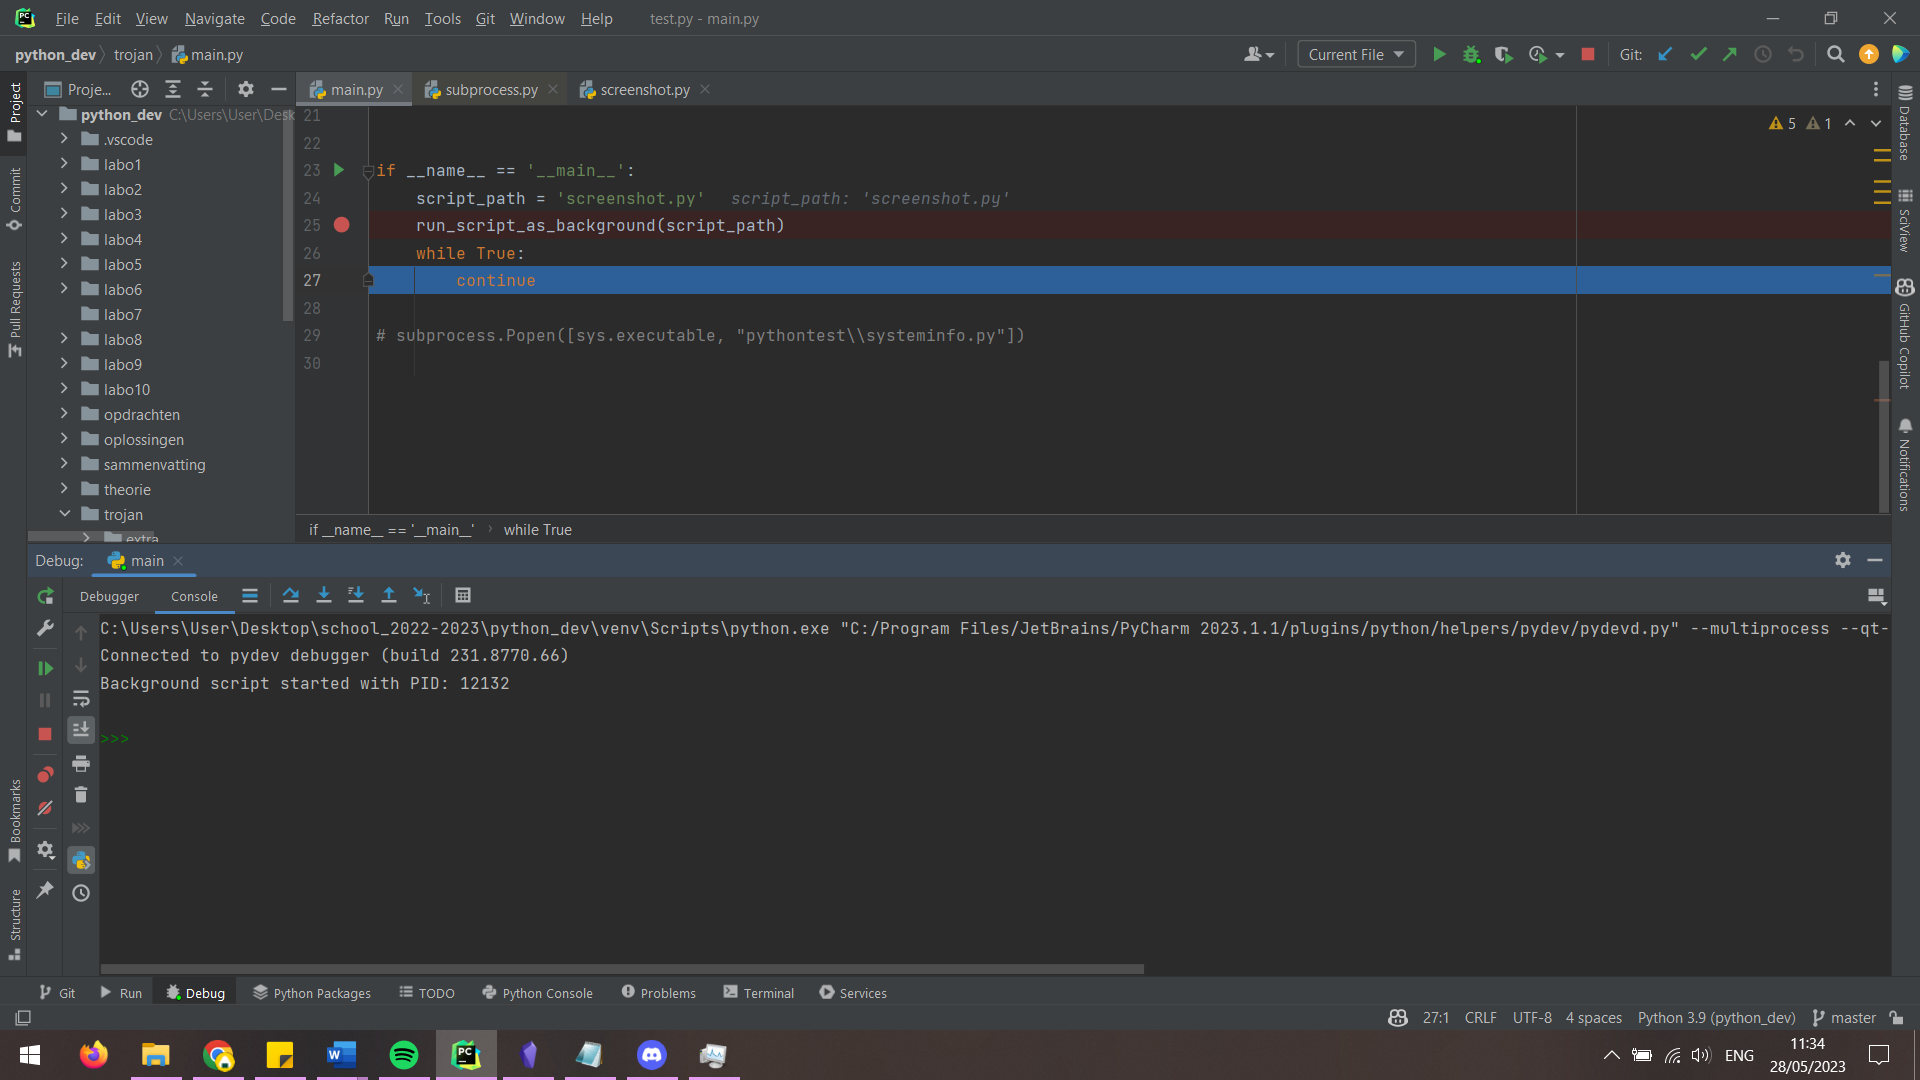 File Edit View Navigate Code Refactor Run Tools Git Window Help test.py - main.py
python_dev trojan main.py Current File Git:
Project Proje... main.py subprocess.py screenshot.py
python_dev C:\Users\User\Desk
.vscode
labo1
labo2
labo3
labo4
labo5
labo6
labo7
labo8
labo9
labo10
opdrachten
oplossingen
sammenvatting
theorie
trojan
extra
Commit
Pull Requests
Bookmarks
Structure
21
22
23 if __name__ == '__main__':
24 script_path = 'screenshot.py' script_path: 'screenshot.py'
25 run_script_as_background(script_path)
26 while True:
27 continue
28
29 # subprocess.Popen([sys.executable, "pythontest\\systeminfo.py"])
30
5 1
Database
SciView
GitHub Copilot
Notifications
if __name__ == '__main__' while True
Debug: main
Debugger Console
C:\Users\User\Desktop\school_2022-2023\python_dev\venv\Scripts\python.exe "C:/Program Files/JetBrains/PyCharm 2023.1.1/plugins/python/helpers/pydev/pydevd.py" --multiprocess --qt-
Connected to pydev debugger (build 231.8770.66)
Background script started with PID: 12132
>>>
Git Run Debug Python Packages TODO Python Console Problems Terminal Services
27:1 CRLF UTF-8 4 spaces Python 3.9 (python_dev) master
ENG
11:34
28/05/2023